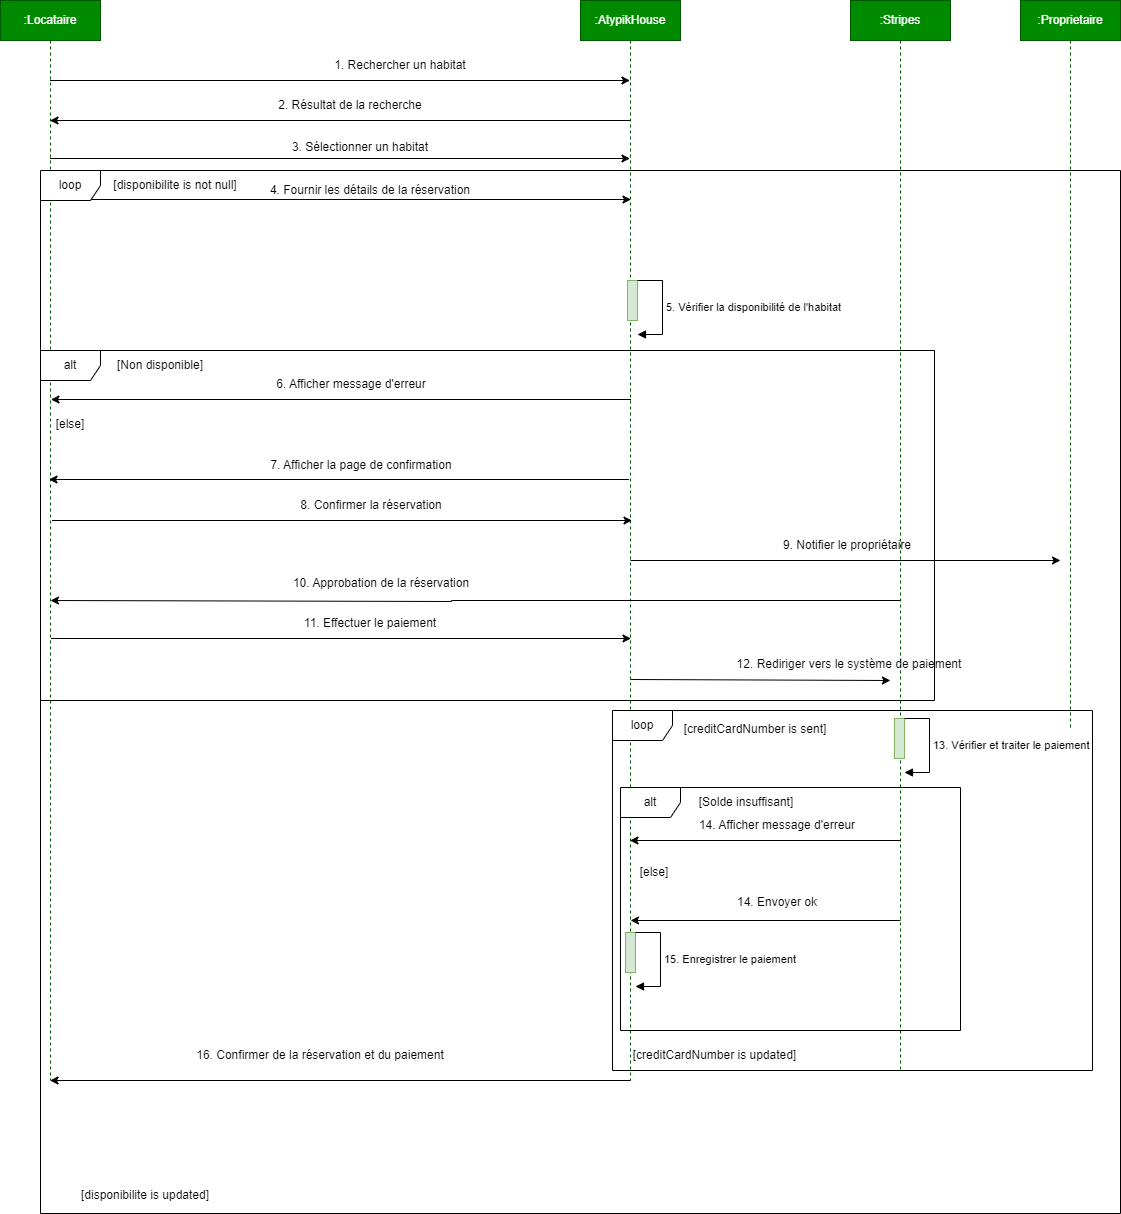 :Locataire
:AtypikHouse
:Stripes
:Proprietaire
1. Rechercher un habitat
2. Résultat de la recherche
3. Sélectionner un habitat
loop
[disponibilite is not null]
4. Fournir les détails de la réservation
5. Vérifier la disponibilité de l'habitat
alt
[Non disponible]
6. Afficher message d'erreur
[else]
7. Afficher la page de confirmation
8. Confirmer la réservation
9. Notifier le propriétaire
10. Approbation de la réservation
11. Effectuer le paiement
12. Rediriger vers le système de paiement
loop
[creditCardNumber is sent]
13. Vérifier et traiter le paiement
alt
[Solde insuffisant]
14. Afficher message d'erreur
[else]
14. Envoyer ok
15. Enregistrer le paiement
16. Confirmer de la réservation et du paiement
[creditCardNumber is updated]
[disponibilite is updated]